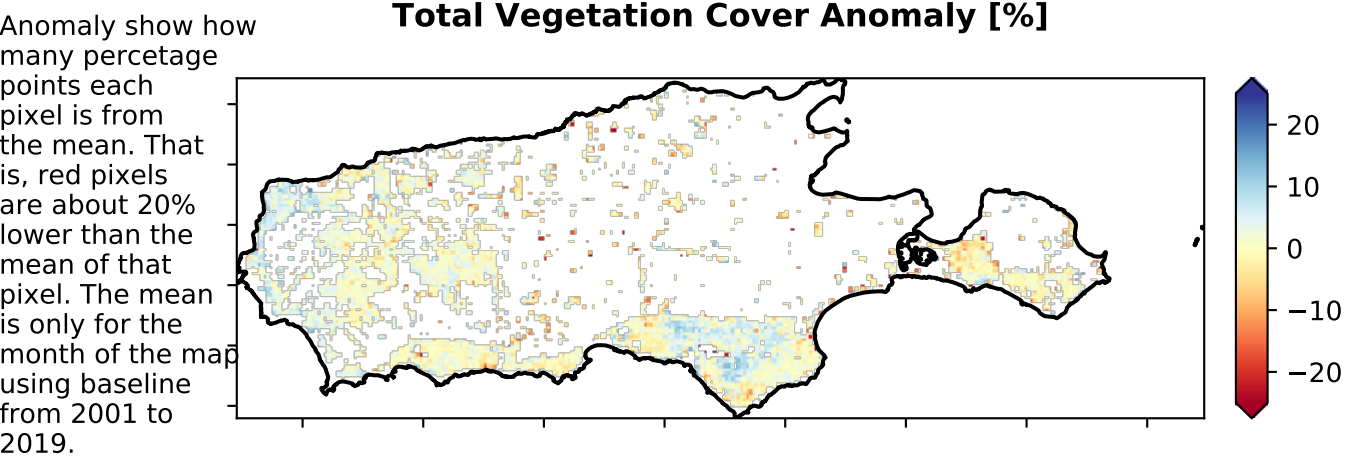 Total Vegetation Cover Anomaly [%]
Anomaly show how
many percetage
points each
pixel is from
the mean. That
is, red pixels
are about 20%
lower than the
mean of that
pixel. The mean
is only for the
month of the map
using baseline
from 2001 to
2019.
20
10
0
−10
−20